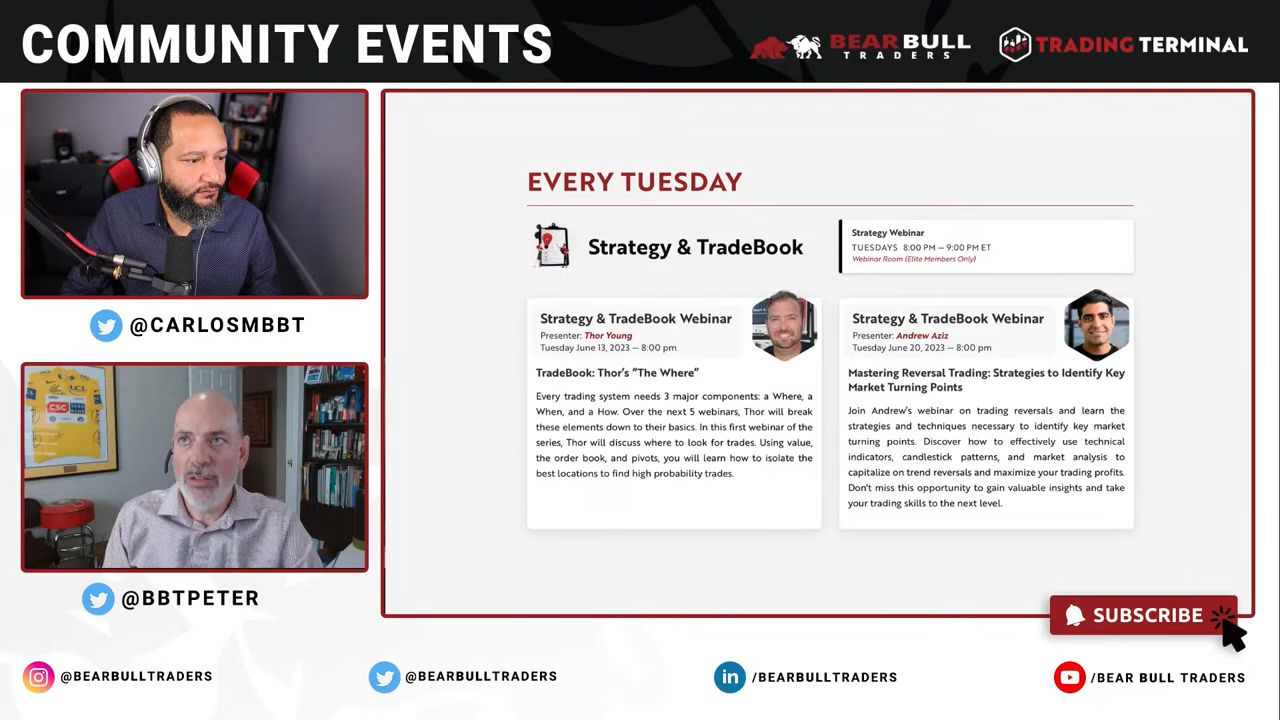 COMMUNITY EVENTS
BEAR BULL
TRADERS
TRADING TERMINAL
@CARLOSMBBT
@BBTPETER
EVERY TUESDAY
Strategy & TradeBook
Strategy Webinar
TUESDAYS 8:00 PM — 9:00 PM ET
Webinar Room (Elite Members Only)
Strategy & TradeBook Webinar
Presenter: Thor Young
Tuesday June 13, 2023 — 8:00 pm
TradeBook: Thor's "The Where"
Every trading system needs 3 major components: a Where, a
When, and a How. Over the next 5 webinars, Thor will break
these elements down to their basics. In this first webinar of the
series, Thor will discuss where to look for trades. Using value,
the order book, and pivots, you will learn how to isolate the
best locations to find high probability trades.
Strategy & TradeBook Webinar
Presenter: Andrew Aziz
Tuesday June 20, 2023 — 8:00 pm
Mastering Reversal Trading: Strategies to Identify Key
Market Turning Points
Join Andrew's webinar on trading reversals and learn the
strategies and techniques necessary to identify key market
turning points. Discover how to effectively use technical
indicators, candlestick patterns, and market analysis to
capitalize on trend reversals and maximize your trading profits.
Don't miss this opportunity to gain valuable insights and take
your trading skills to the next level.
SUBSCRIBE
@BEARBULLTRADERS
@BEARBULLTRADERS
/BEARBULLTRADERS
/BEAR BULL TRADERS